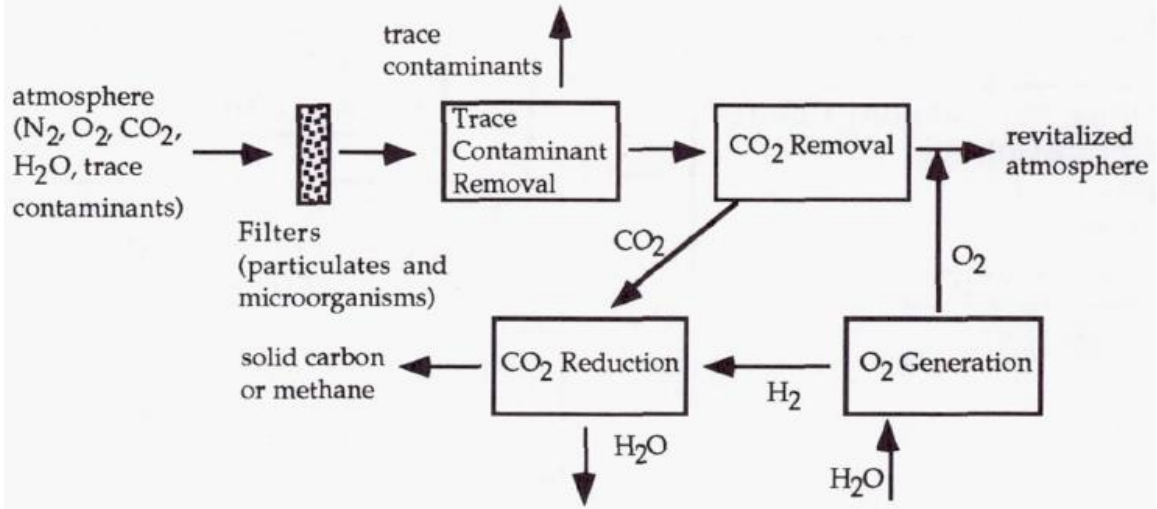 trace
contaminants
atmosphere
(N₂, O₂, CO₂,
H₂O, trace
contaminants)
Trace
Contaminant
Removal
CO₂ Removal
revitalized
atmosphere
Filters
(particulates and
microorganisms)
CO₂
O₂
solid carbon
or methane
CO₂ Reduction
H₂
O₂ Generation
H₂O
H₂O